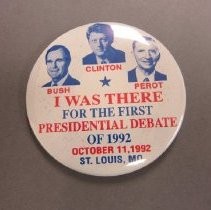 CLINTON
BUSH PEROT
I WAS THERE
FOR THE FIRST
PRESIDENTIAL DEBATE
OF 1992
OCTOBER 11,1992
ST. LOUIS, MO